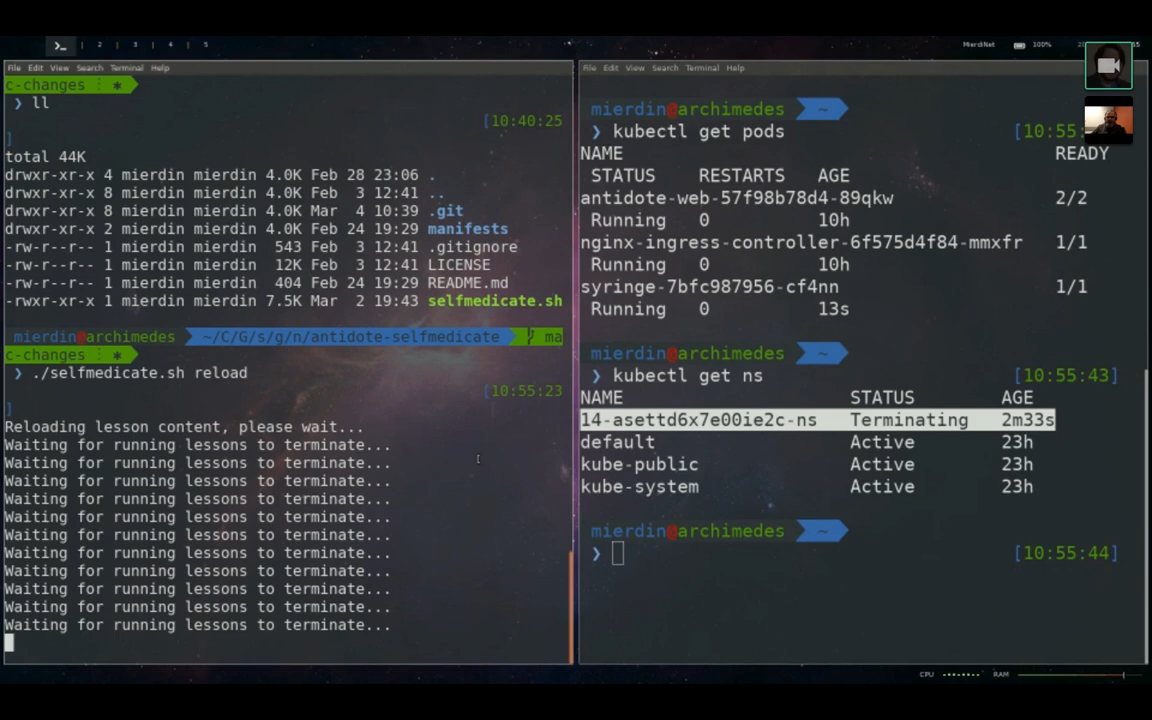 2 3 4 5 MierdiNet 100%
File Edit View Search Terminal Help
c-changes
❯ ll
[10:40:25
]
total 44K
drwxr-xr-x 4 mierdin mierdin 4.0K Feb 28 23:06 .
drwxr-xr-x 8 mierdin mierdin 4.0K Feb  3 12:41 ..
drwxr-xr-x 8 mierdin mierdin 4.0K Mar  4 10:39 .git
drwxr-xr-x 2 mierdin mierdin 4.0K Feb 24 19:29 manifests
-rw-r--r-- 1 mierdin mierdin  543 Feb  3 12:41 .gitignore
-rw-r--r-- 1 mierdin mierdin  12K Feb  3 12:41 LICENSE
-rw-r--r-- 1 mierdin mierdin  404 Feb 24 19:29 README.md
-rwxr-xr-x 1 mierdin mierdin 7.5K Mar  2 19:43 selfmedicate.sh
mierdin@archimedes ~/C/G/s/g/n/antidote-selfmedicate ma
c-changes
❯ ./selfmedicate.sh reload
[10:55:23
]
Reloading lesson content, please wait...
Waiting for running lessons to terminate...
Waiting for running lessons to terminate...
Waiting for running lessons to terminate...
Waiting for running lessons to terminate...
Waiting for running lessons to terminate...
Waiting for running lessons to terminate...
Waiting for running lessons to terminate...
Waiting for running lessons to terminate...
Waiting for running lessons to terminate...
Waiting for running lessons to terminate...
Waiting for running lessons to terminate...
File Edit View Search Terminal Help
mierdin@archimedes ~
❯ kubectl get pods [10:55:
NAME READY
STATUS RESTARTS AGE
antidote-web-57f98b78d4-89qkw 2/2
Running 0 10h
nginx-ingress-controller-6f575d4f84-mmxfr 1/1
Running 0 10h
syringe-7bfc987956-cf4nn 1/1
Running 0 13s
mierdin@archimedes ~
❯ kubectl get ns [10:55:43]
NAME STATUS AGE
14-asettd6x7e00ie2c-ns Terminating 2m33s
default Active 23h
kube-public Active 23h
kube-system Active 23h
mierdin@archimedes ~
❯ [10:55:44]
CPU RAM